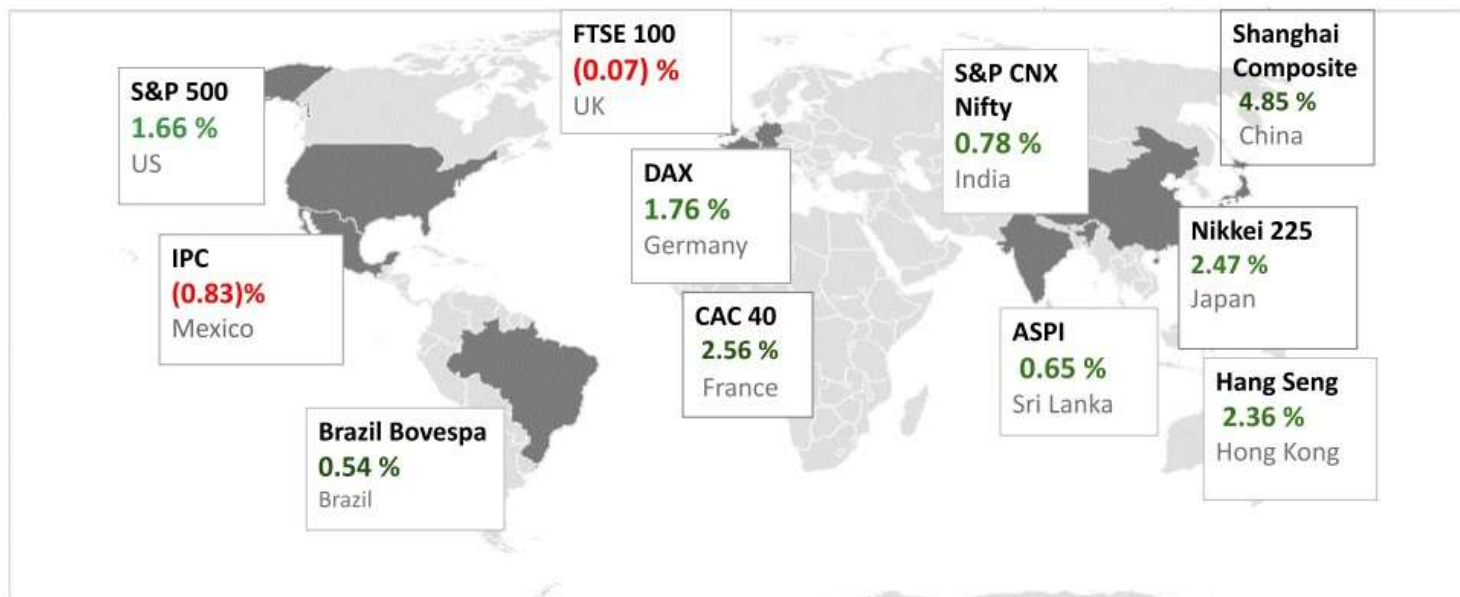 S&P 500
1.66 %
US
FTSE 100
(0.07) %
UK
S&P CNX
Nifty
0.78 %
India
Shanghai
Composite
4.85 %
China
DAX
1.76 %
Germany
IPC
(0.83)%
Mexico
Nikkei 225
2.47 %
Japan
CAC 40
2.56 %
France
ASPI
0.65 %
Sri Lanka
Hang Seng
2.36 %
Hong Kong
Brazil Bovespa
0.54 %
Brazil